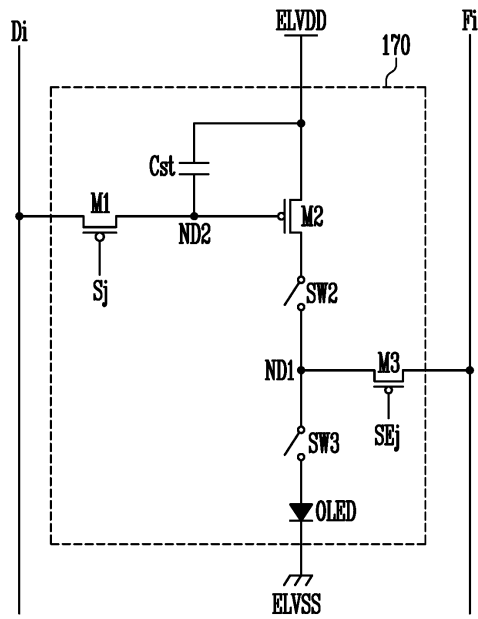 Di
ELVDD
Fi
170
Cst
M1
M2
ND2
Sj
SW2
ND1
M3
SW3
SEj
OLED
ELVSS